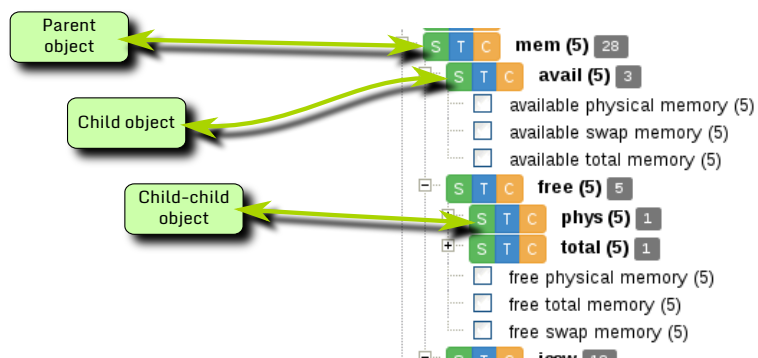 Parent
object
S T C mem (5) 28
S T C avail (5) 3
available physical memory (5)
Child object
available swap memory (5)
available total memory (5)
S T C free (5) 5
Child-child
object
S T C phys (5) 1
S T C total (5) 1
free physical memory (5)
free total memory (5)
free swap memory (5)